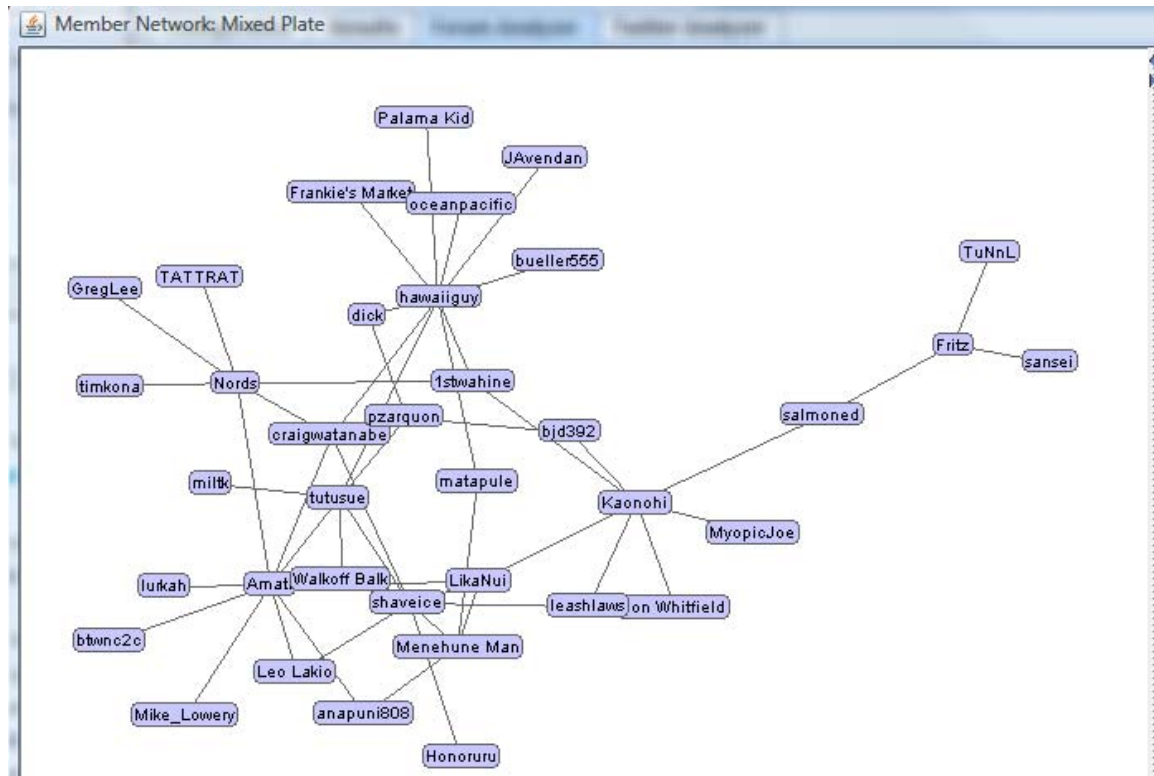 Member Network: Mixed Plate
Palama Kid
JAvendan
Frankie's Market
oceanpacific
TuNnL
bueller555
TATTRAT
GregLee
hawaiiguy
dick
Fritz
sansei
timkona
Nords
1stwahine
salmoned
pzarquon
craigwatanabe
bjd392
miltk
matapule
tutusue
Kaonohi
MyopicJoe
lurkah
Amati
Walkoff Balk
LikaNui
shaveice
leashlaws
on Whitfield
btwnc2c
Menehune Man
Leo Lakio
Mike_Lowery
anapuni808
Honoruru